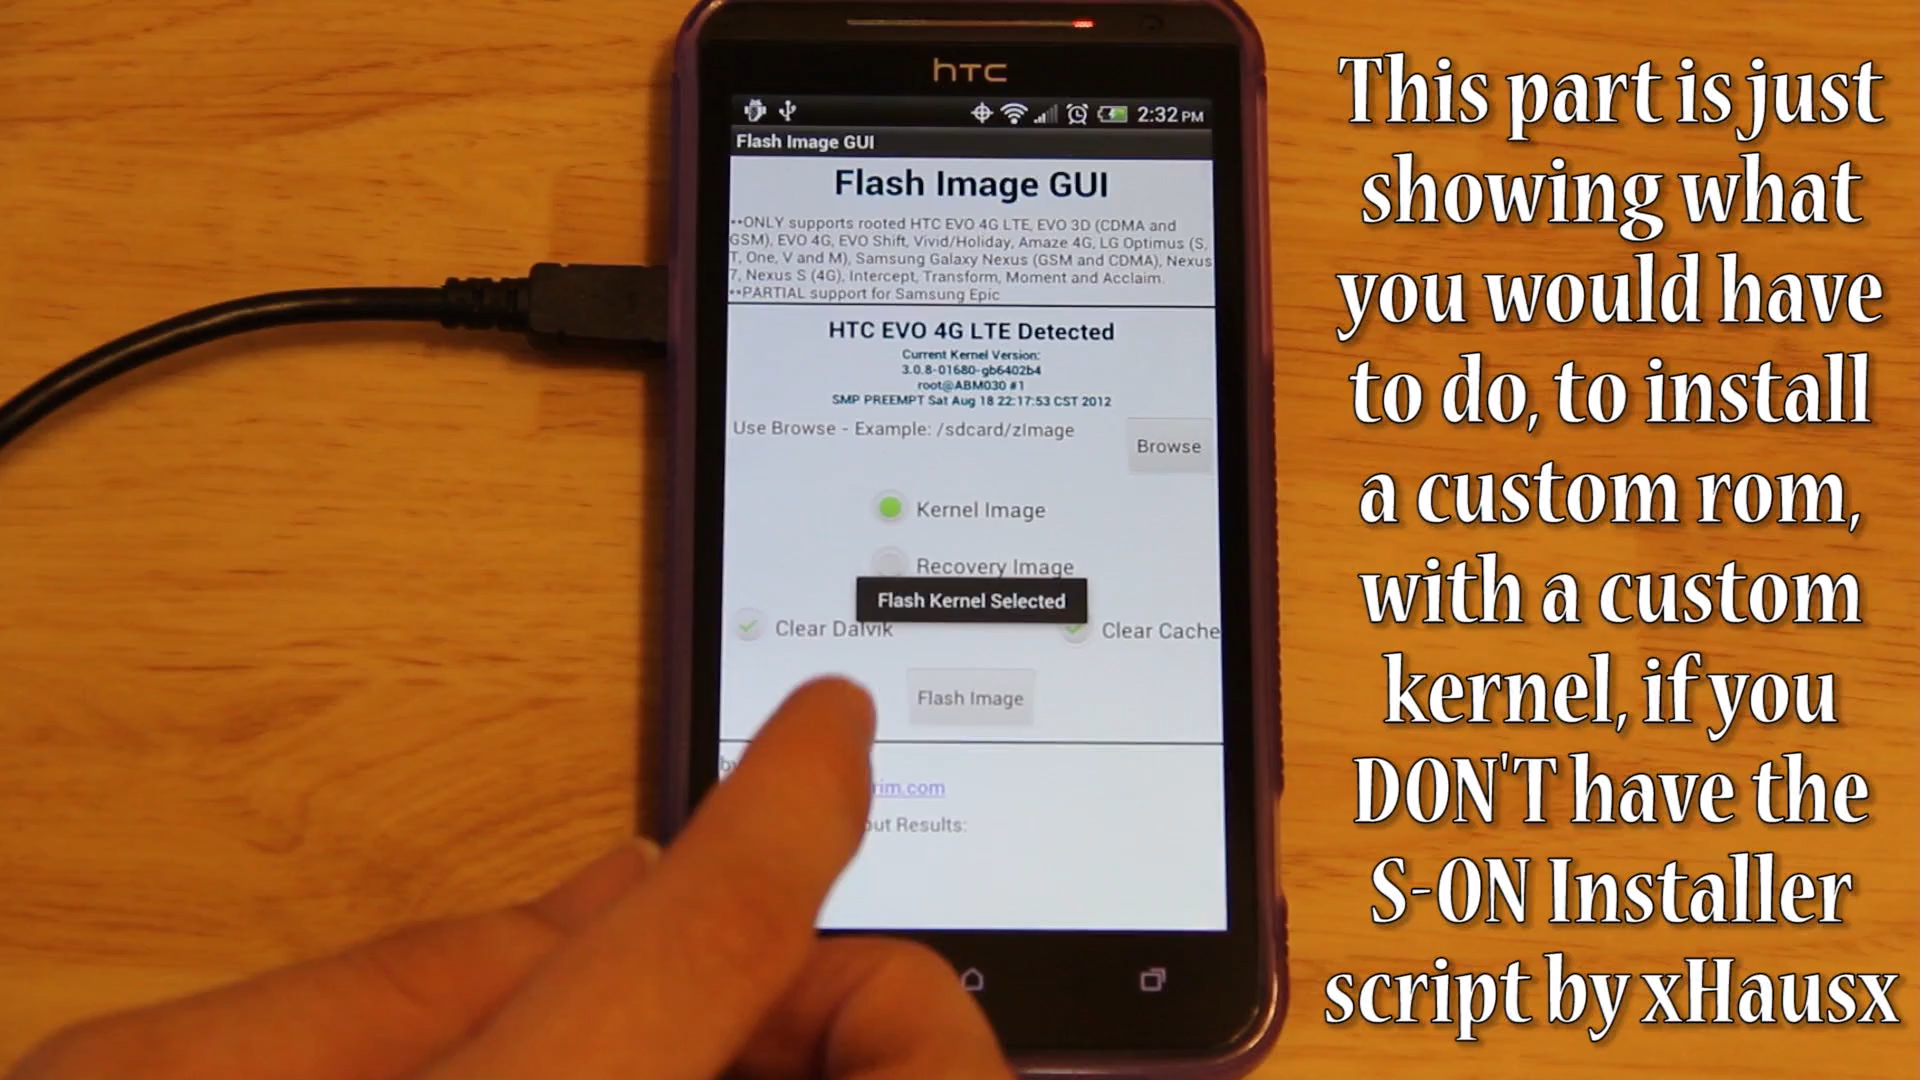 hTC
2:32 PM
Flash Image GUI
Flash Image GUI
**ONLY supports rooted HTC EVO 4G LTE, EVO 3D (CDMA and
GSM), EVO 4G, EVO Shift, Vivid/Holiday, Amaze 4G, LG Optimus (S,
T, One, V and M), Samsung Galaxy Nexus (GSM and CDMA), Nexus
7, Nexus S (4G), Intercept, Transform, Moment and Acclaim.
**PARTIAL support for Samsung Epic
HTC EVO 4G LTE Detected
Current Kernel Version:
3.0.8-01680-gb6402b4
root@ABM030 #1
SMP PREEMPT Sat Aug 18 22:17:53 CST 2012
Use Browse - Example: /sdcard/zImage
Browse
Kernel Image
Recovery Image
Flash Kernel Selected
Clear Dalvik
Clear Cache
Flash Image
rim.com
Results:
This part is just
showing what
you would have
to do, to install
a custom rom,
with a custom
kernel, if you
DON'T have the
S-ON Installer
script by xHausx